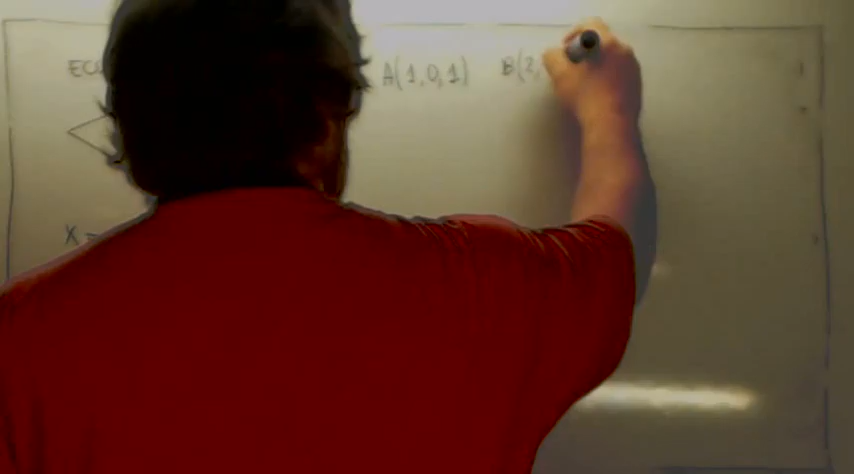 EC A(1,0,1) B(2,
X =